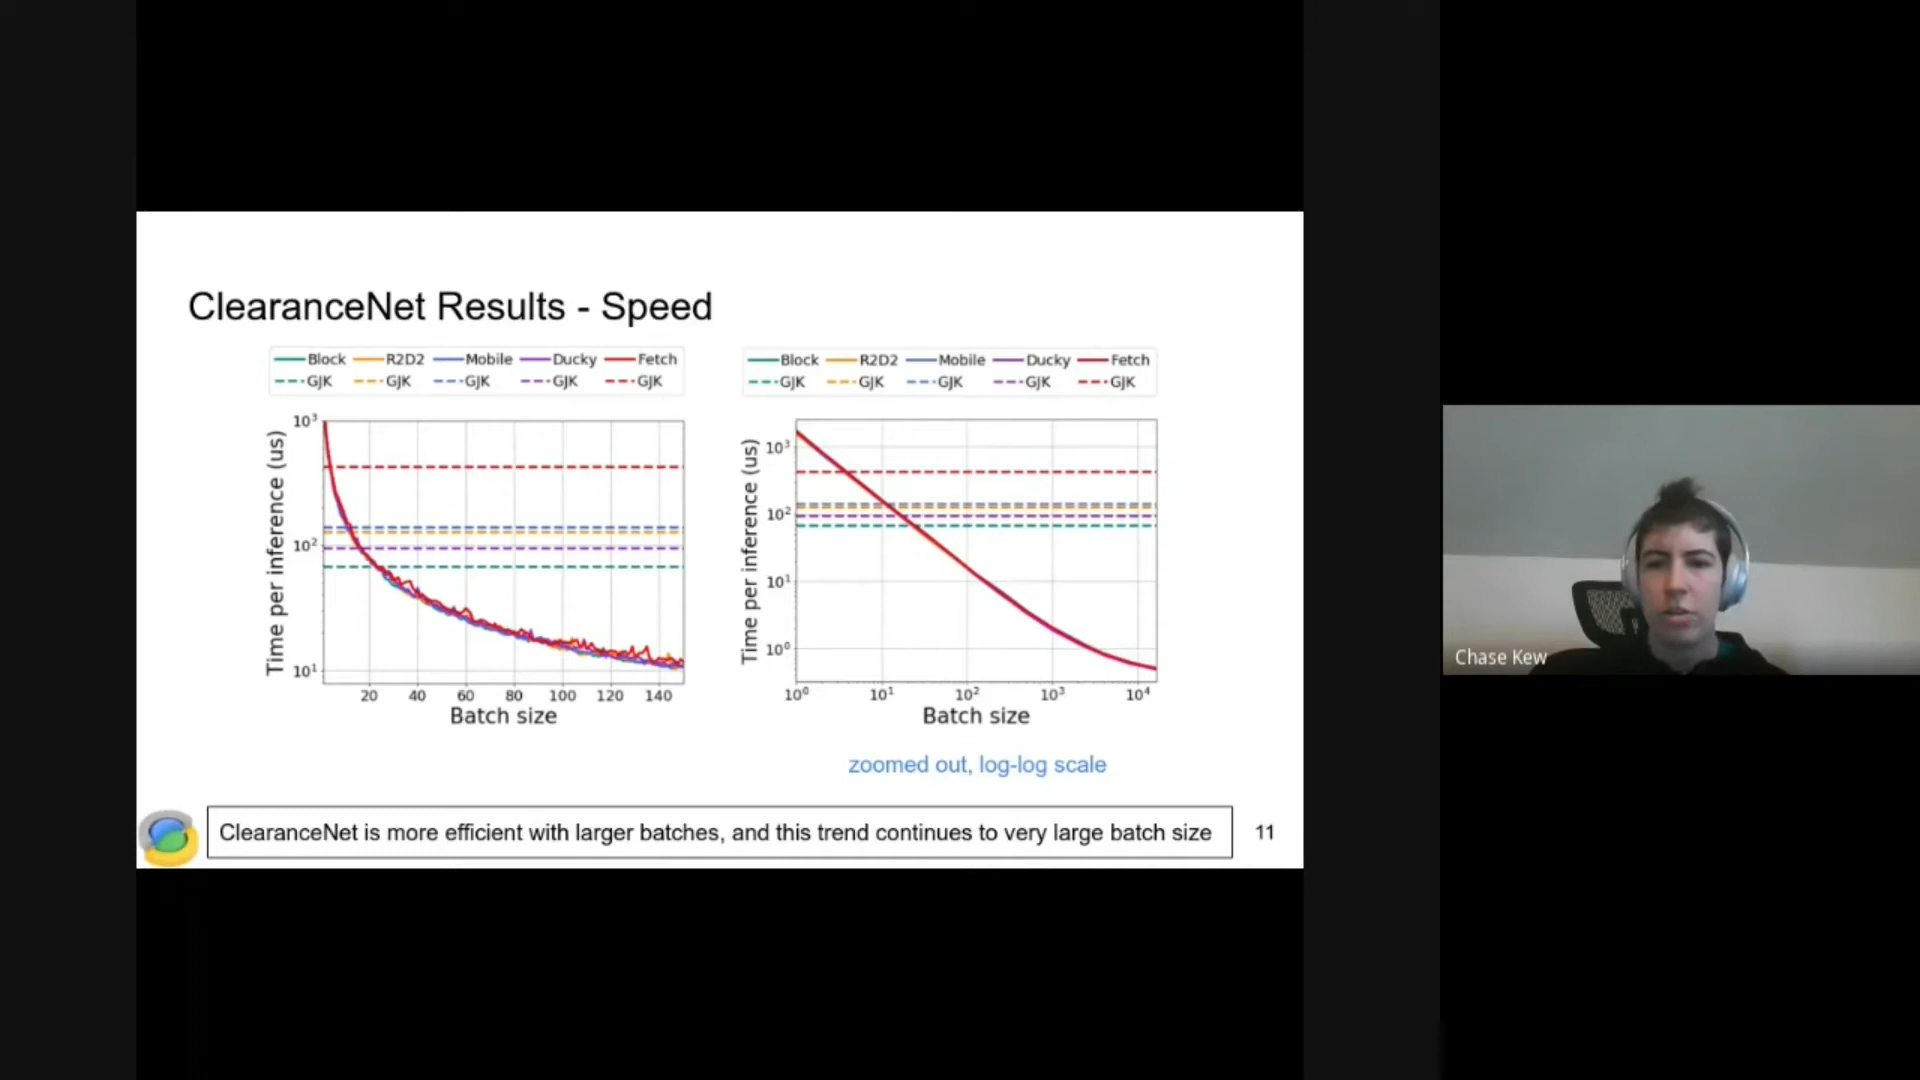 ClearanceNet Results - Speed
Block R2D2 Mobile Ducky Fetch
GJK GJK GJK GJK GJK
10³
10²
10¹
Time per inference (us)
20 40 60 80 100 120 140
Batch size
Block R2D2 Mobile Ducky Fetch
GJK GJK GJK GJK GJK
10³
10²
10¹
10⁰
Time per inference (us)
10⁰ 10¹ 10² 10³ 10⁴
Batch size
zoomed out, log-log scale
ClearanceNet is more efficient with larger batches, and this trend continues to very large batch size
11
Chase Kew